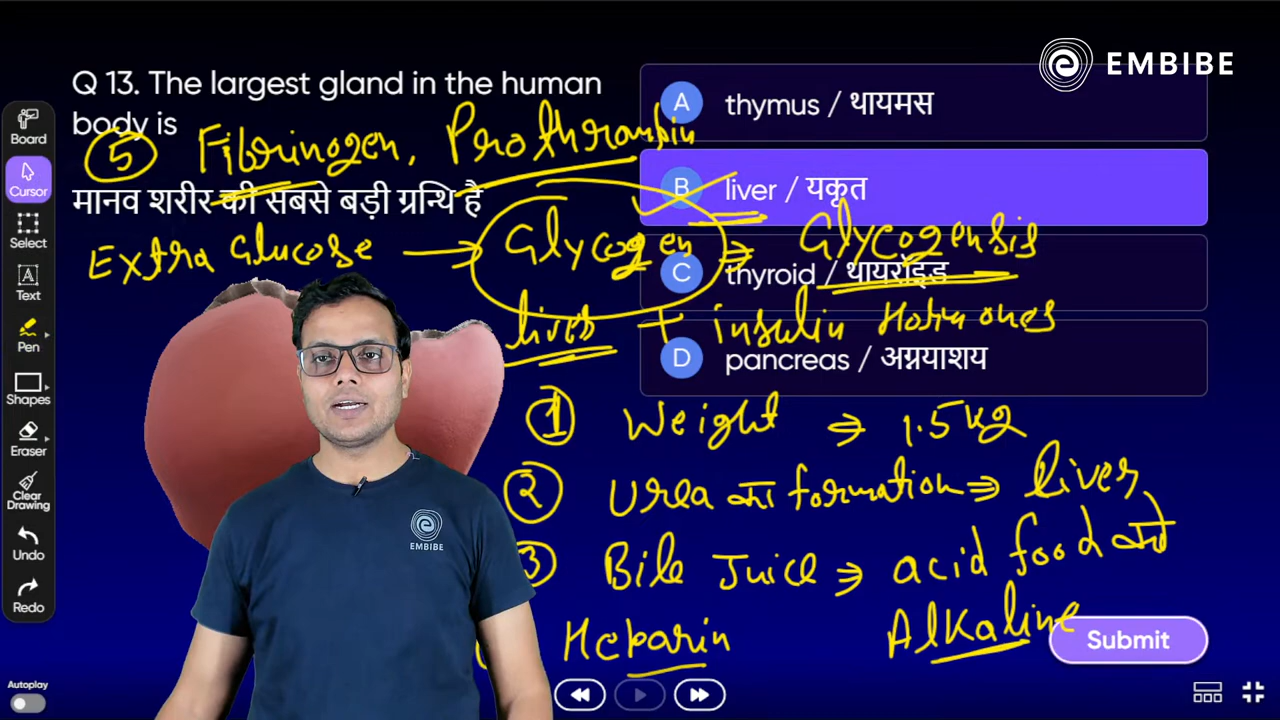 EMBIBE
Q 13. The largest gland in the human
body is
मानव शरीर की सबसे बड़ी ग्रन्थि है
A thymus / थायमस
B liver / यकृत
C thyroid / थायरॉइड
D pancreas / अग्नयाशय
5 Fibrinogen, Prothrombin
Extra Glucose → Glycogen ⇒ Glycogensis
liver + insulin Hormones
1 Weight ⇒ 1.5 Kg
2 Urea का formation ⇒ liver
3 Bile Juice ⇒ acid food को
Alkaline
Heparin
Board
Cursor
Select
Text
Pen
Shapes
Eraser
Clear
Drawing
Undo
Redo
Autoplay
EMBIBE
Submit